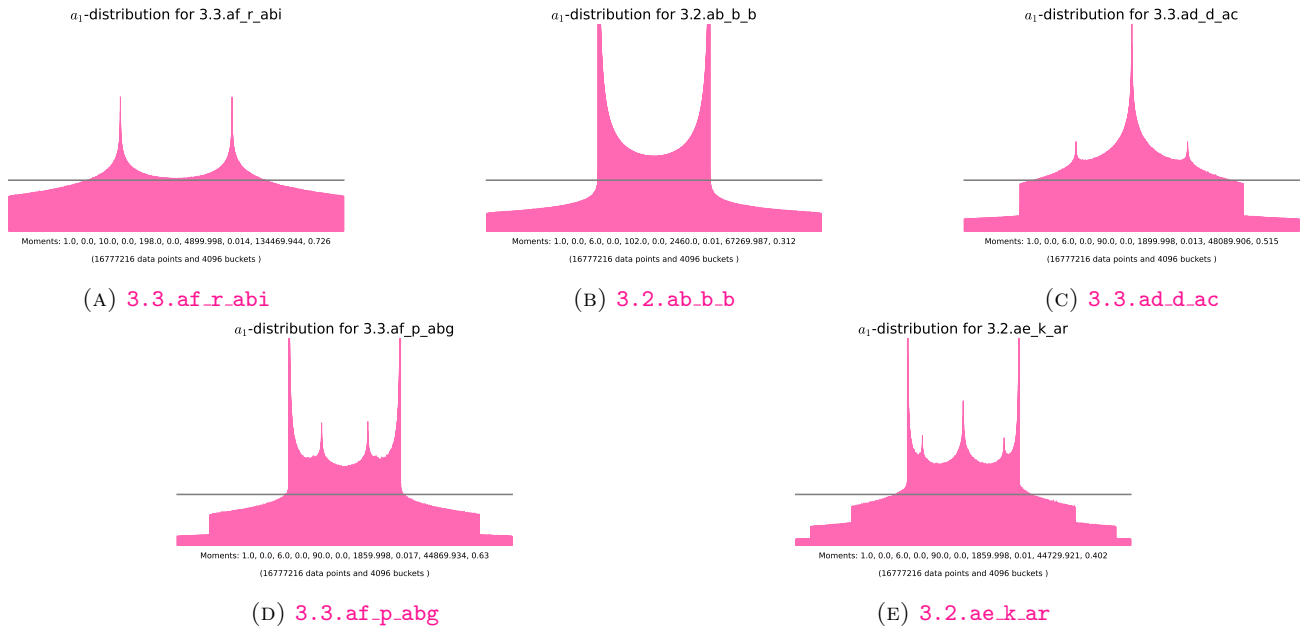 a₁-distribution for 3.3.af_r_abi
Moments: 1.0, 0.0, 10.0, 0.0, 198.0, 0.0, 4899.998, 0.014, 134469.944, 0.726
(16777216 data points and 4096 buckets )
(A) 3.3.af_r_abi
a₁-distribution for 3.2.ab_b_b
Moments: 1.0, 0.0, 6.0, 0.0, 102.0, 0.0, 2460.0, 0.01, 67269.987, 0.312
(16777216 data points and 4096 buckets )
(B) 3.2.ab_b_b
a₁-distribution for 3.3.ad_d_ac
Moments: 1.0, 0.0, 6.0, 0.0, 90.0, 0.0, 1899.998, 0.013, 48089.906, 0.515
(16777216 data points and 4096 buckets )
(C) 3.3.ad_d_ac
a₁-distribution for 3.3.af_p_abg
Moments: 1.0, 0.0, 6.0, 0.0, 90.0, 0.0, 1859.998, 0.017, 44869.934, 0.63
(16777216 data points and 4096 buckets )
(D) 3.3.af_p_abg
a₁-distribution for 3.2.ae_k_ar
Moments: 1.0, 0.0, 6.0, 0.0, 90.0, 0.0, 1859.998, 0.01, 44729.921, 0.402
(16777216 data points and 4096 buckets )
(E) 3.2.ae_k_ar